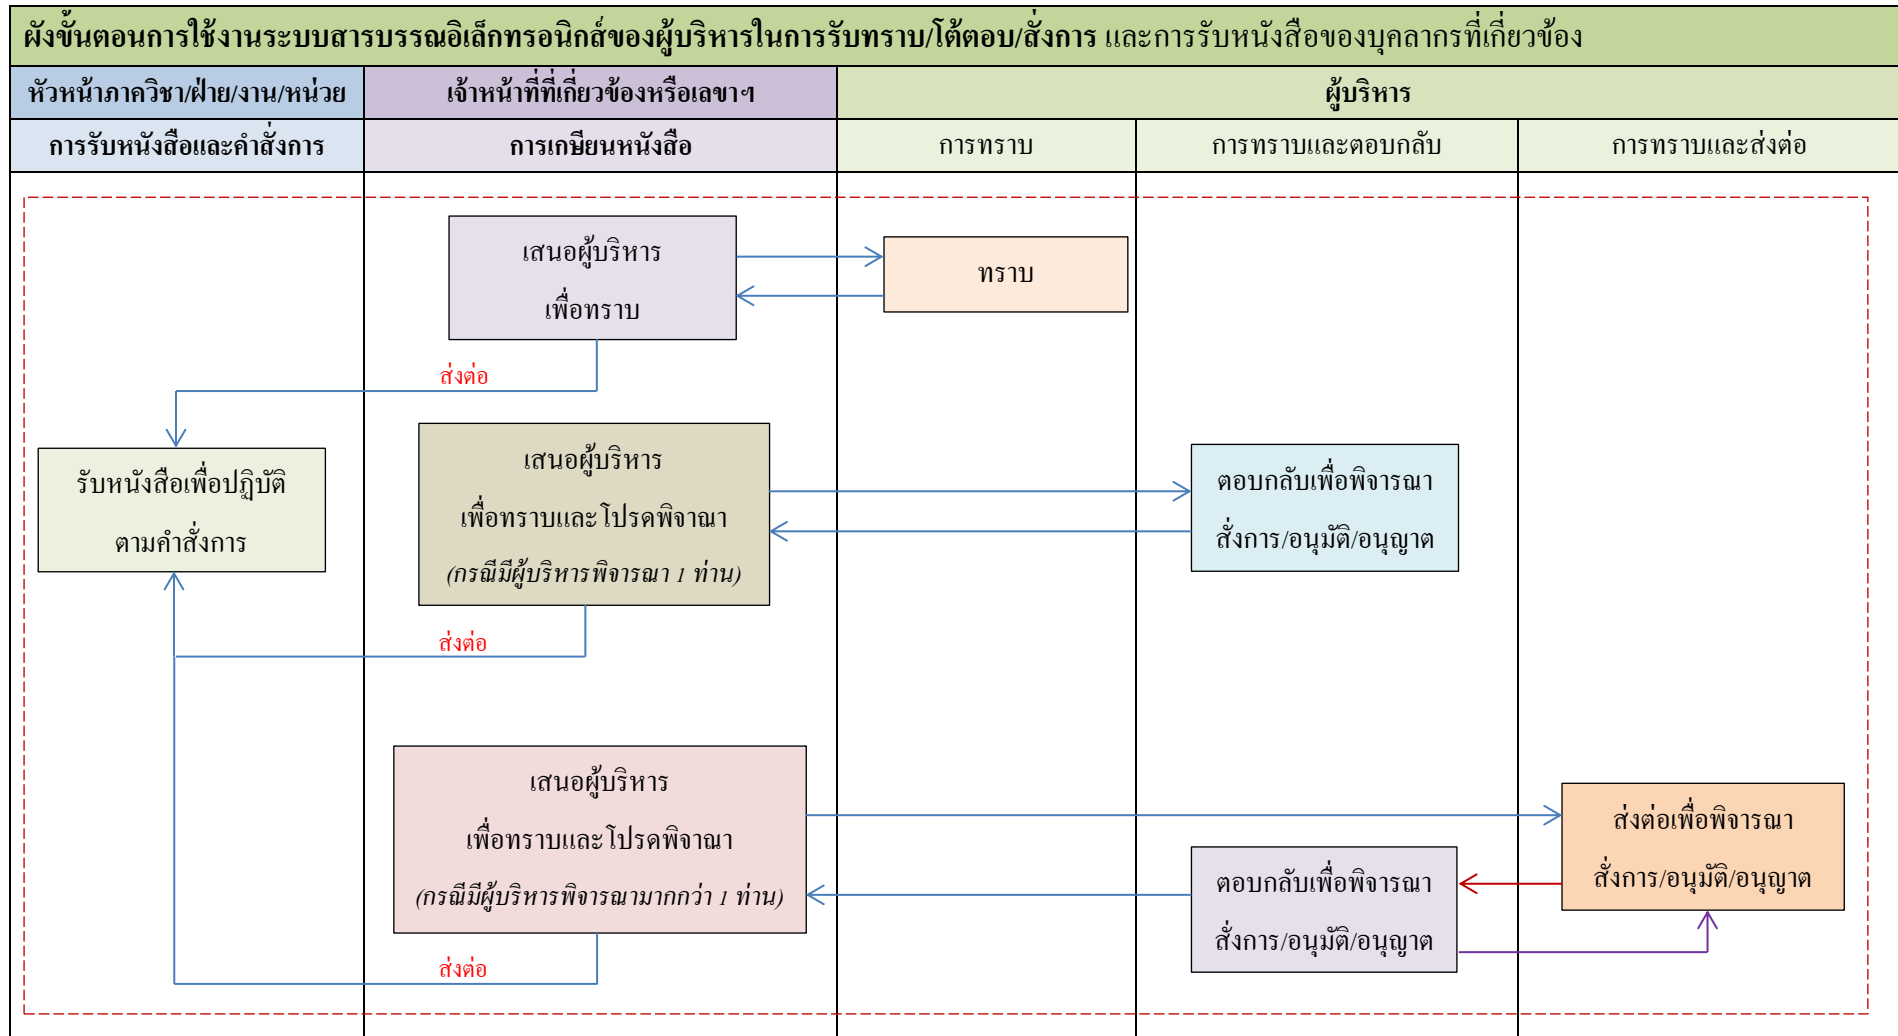 ผังขั้นตอนการใช้งานระบบสารบรรณอิเล็กทรอนิกส์ของผู้บริหารในการรับทราบ/โต้ตอบ/สั่งการ และการรับหนังสือของบุคลากรที่เกี่ยวข้อง
หัวหน้าภาควิชา/ฝ่าย/งาน/หน่วย
เจ้าหน้าที่ที่เกี่ยวข้องหรือเลขาฯ
ผู้บริหาร
การรับหนังสือและคำสั่งการ
การเกษียนหนังสือ
การทราบ
การทราบและตอบกลับ
การทราบและส่งต่อ
เสนอผู้บริหาร
เพื่อทราบ
ทราบ
ส่งต่อ
รับหนังสือเพื่อปฏิบัติ
ตามคำสั่งการ
เสนอผู้บริหาร
เพื่อทราบและโปรดพิจาณา
(กรณีมีผู้บริหารพิจารณา 1 ท่าน)
ตอบกลับเพื่อพิจารณา
สั่งการ/อนุมัติ/อนุญาต
ส่งต่อ
เสนอผู้บริหาร
เพื่อทราบและโปรดพิจาณา
(กรณีมีผู้บริหารพิจารณามากกว่า 1 ท่าน)
ส่งต่อเพื่อพิจารณา
สั่งการ/อนุมัติ/อนุญาต
ตอบกลับเพื่อพิจารณา
สั่งการ/อนุมัติ/อนุญาต
ส่งต่อ